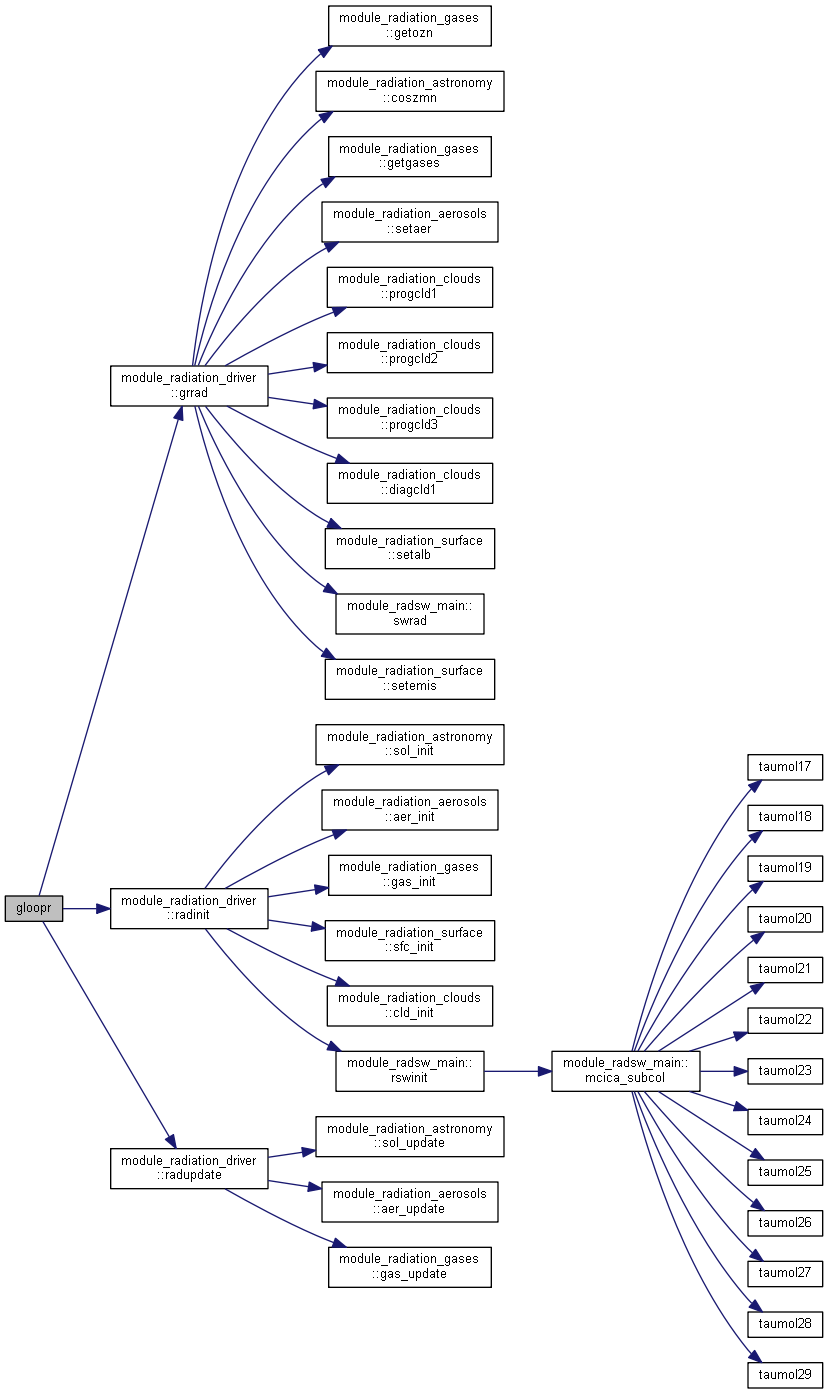 module_radiation_gases
::getozn
module_radiation_astronomy
::coszmn
module_radiation_gases
::getgases
module_radiation_aerosols
::setaer
module_radiation_clouds
::progcld1
module_radiation_clouds
::progcld2
module_radiation_driver
::grrad
module_radiation_clouds
::progcld3
module_radiation_clouds
::diagcld1
module_radiation_surface
::setalb
module_radsw_main::
swrad
module_radiation_surface
::setemis
module_radiation_astronomy
::sol_init
taumol17
module_radiation_aerosols
::aer_init
taumol18
module_radiation_gases
::gas_init
taumol19
gloopr
module_radiation_driver
::radinit
module_radiation_surface
::sfc_init
taumol20
taumol21
module_radiation_clouds
::cld_init
taumol22
module_radsw_main::
rswinit
module_radsw_main::
mcica_subcol
taumol23
taumol24
module_radiation_driver
::radupdate
module_radiation_astronomy
::sol_update
taumol25
module_radiation_aerosols
::aer_update
taumol26
module_radiation_gases
::gas_update
taumol27
taumol28
taumol29